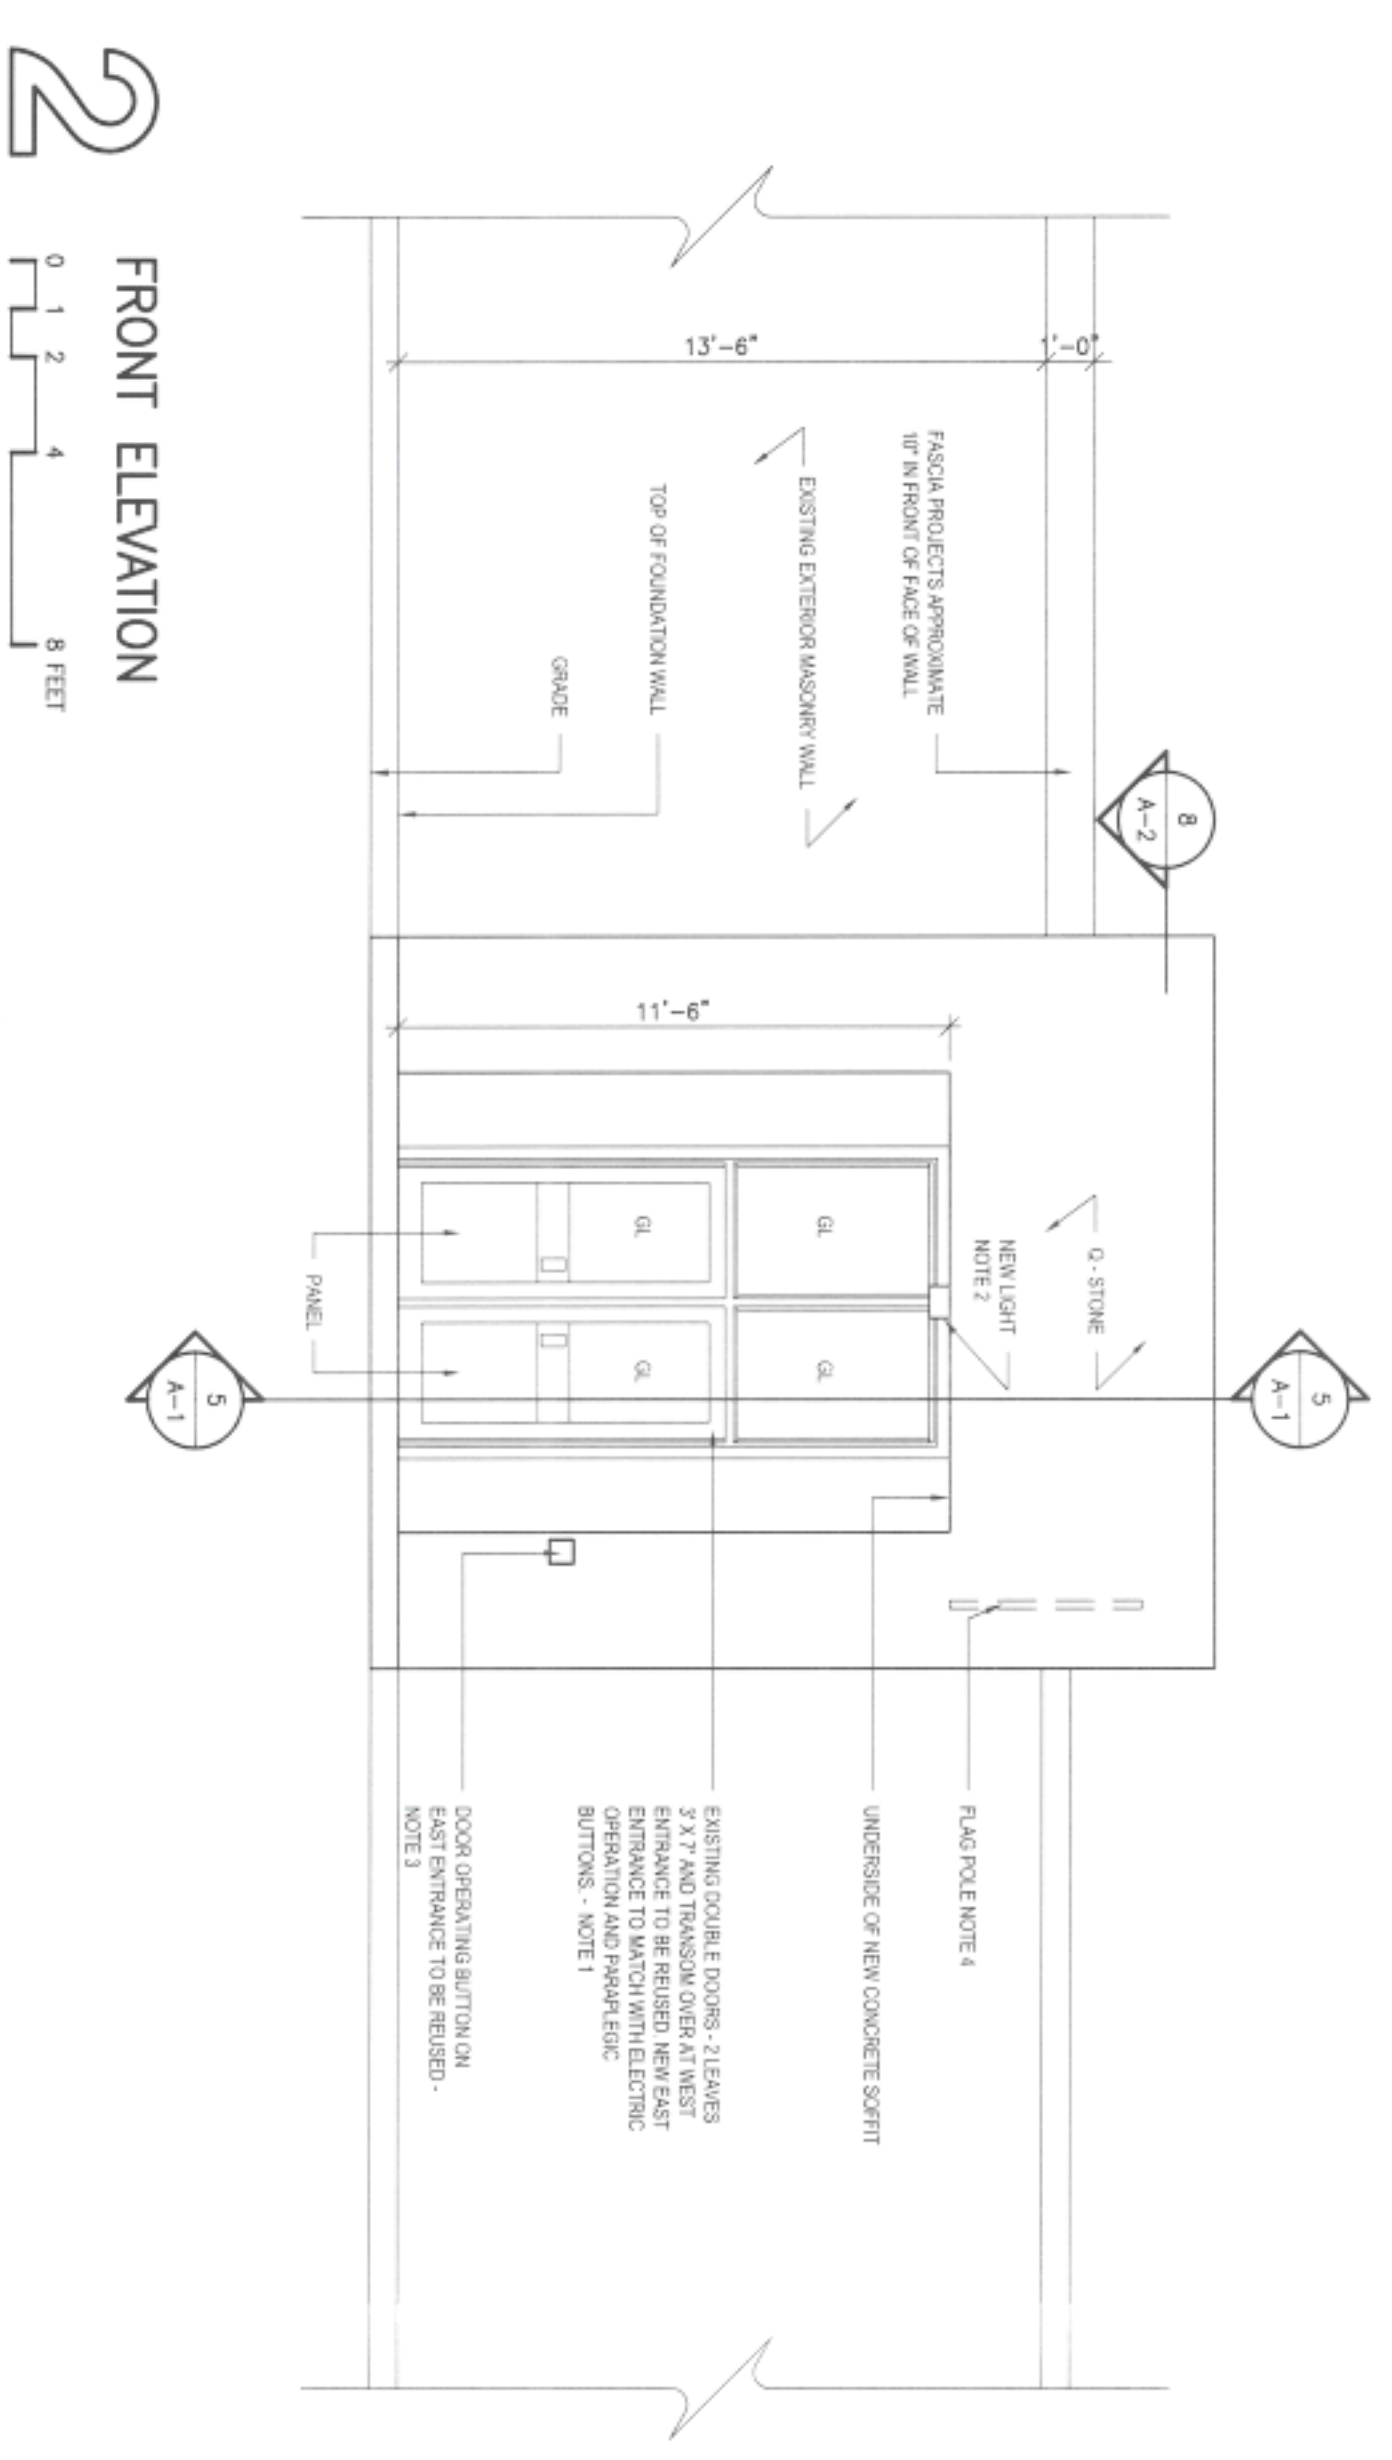 8
A-2
5
A-1
1'-0"
13'-6"
FASCIA PROJECTS APPROXIMATE
10" IN FRONT OF FACE OF WALL
EXISTING EXTERIOR MASONRY WALL
TOP OF FOUNDATION WALL
GRADE
11'-6"
Q - STONE
NEW LIGHT
NOTE 2
GL
GL
GL
GL
PANEL
FLAG POLE NOTE 4
UNDERSIDE OF NEW CONCRETE SOFFIT
EXISTING DOUBLE DOORS - 2 LEAVES
3' X 7' AND TRANSOM OVER AT WEST
ENTRANCE TO BE REUSED. NEW EAST
ENTRANCE TO MATCH WITH ELECTRIC
OPERATION AND PARAPLEGIC
BUTTONS. - NOTE 1
DOOR OPERATING BUTTON ON
EAST ENTRANCE TO BE REUSED -
NOTE 3
5
A-1
2 FRONT ELEVATION
0 1 2 4 8 FEET